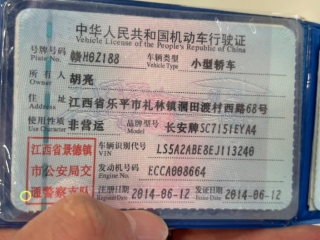 中华人民共和国机动车行驶证
Vehicle License of the People's Republic of China
号牌号码 Plate No. 赣H0Z188 车辆类型 Vehicle Type 小型轿车
所有人 Owner 胡亮
住址 Address 江西省乐平市礼林镇澜田渡村西路68号
使用性质 Use Character 非营运 品牌型号 Model 长安牌SC7151EYA4
江西省景德镇市公安局交通警察支队
车辆识别代号 VIN LS5A2ABE8EJ113240
发动机号码 Engine No. ECCA008664
注册日期 Register Date 2014-06-12 发证日期 Issue Date 2014-06-12